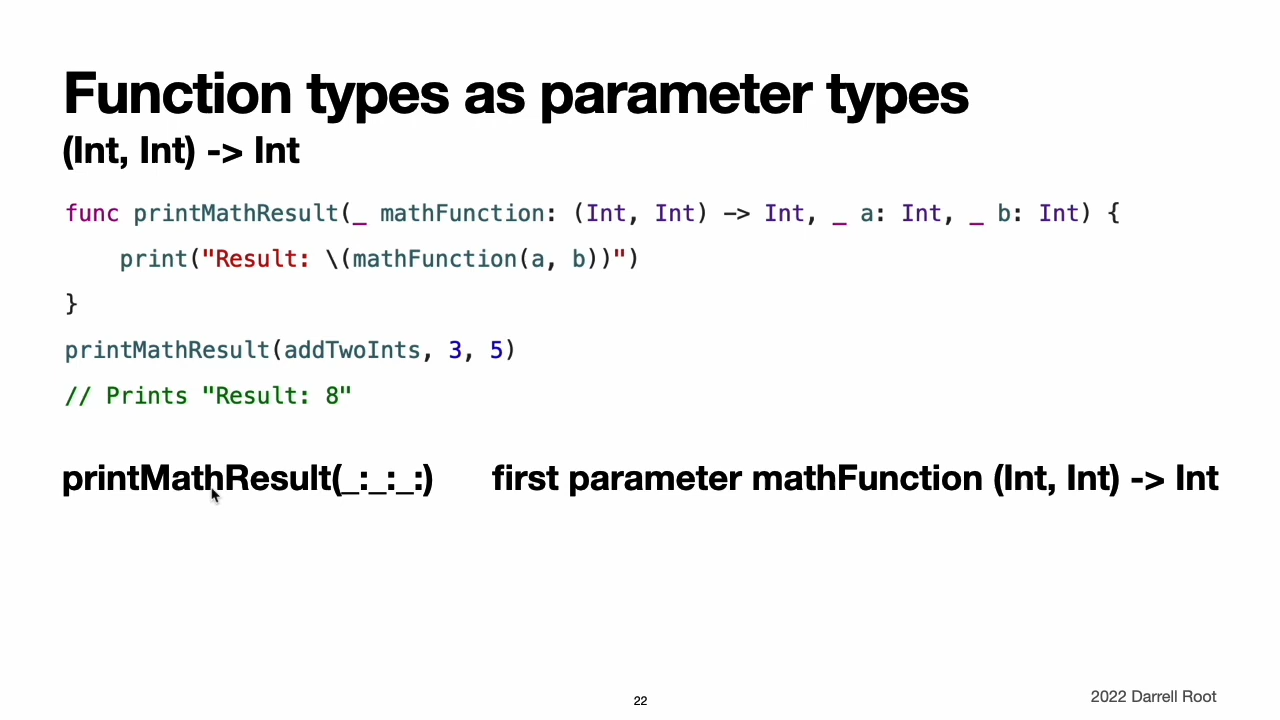 Function types as parameter types
(Int, Int) -> Int
func printMathResult(_ mathFunction: (Int, Int) -> Int, _ a: Int, _ b: Int) {
    print("Result: \(mathFunction(a, b))")
}
printMathResult(addTwoInts, 3, 5)
// Prints "Result: 8"
printMathResult(_:_:_:) first parameter mathFunction (Int, Int) -> Int
22
2022 Darrell Root